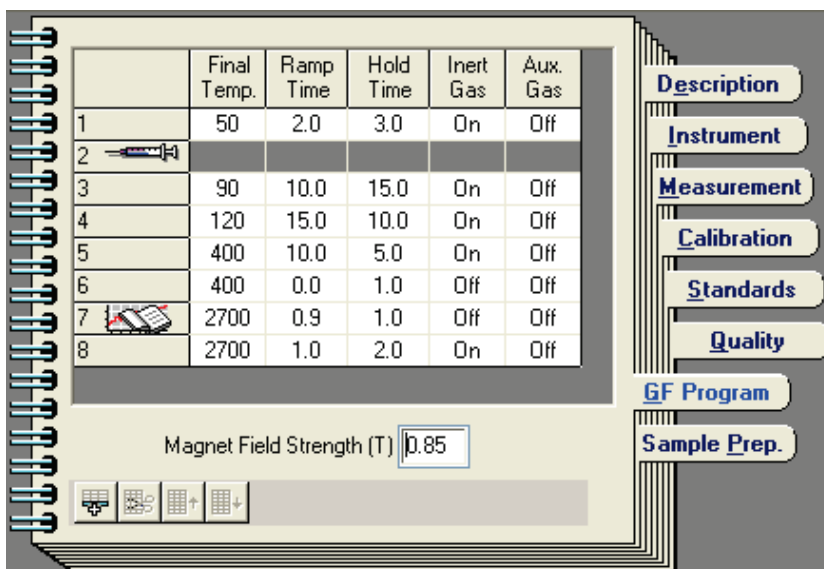 Final Temp. Ramp Time Hold Time Inert Gas Aux. Gas
1 50 2.0 3.0 On Off
2
3 90 10.0 15.0 On Off
4 120 15.0 10.0 On Off
5 400 10.0 5.0 On Off
6 400 0.0 1.0 Off Off
7 2700 0.9 1.0 Off Off
8 2700 1.0 2.0 On Off
Magnet Field Strength (T) 0.85
Description
Instrument
Measurement
Calibration
Standards
Quality
GF Program
Sample Prep.